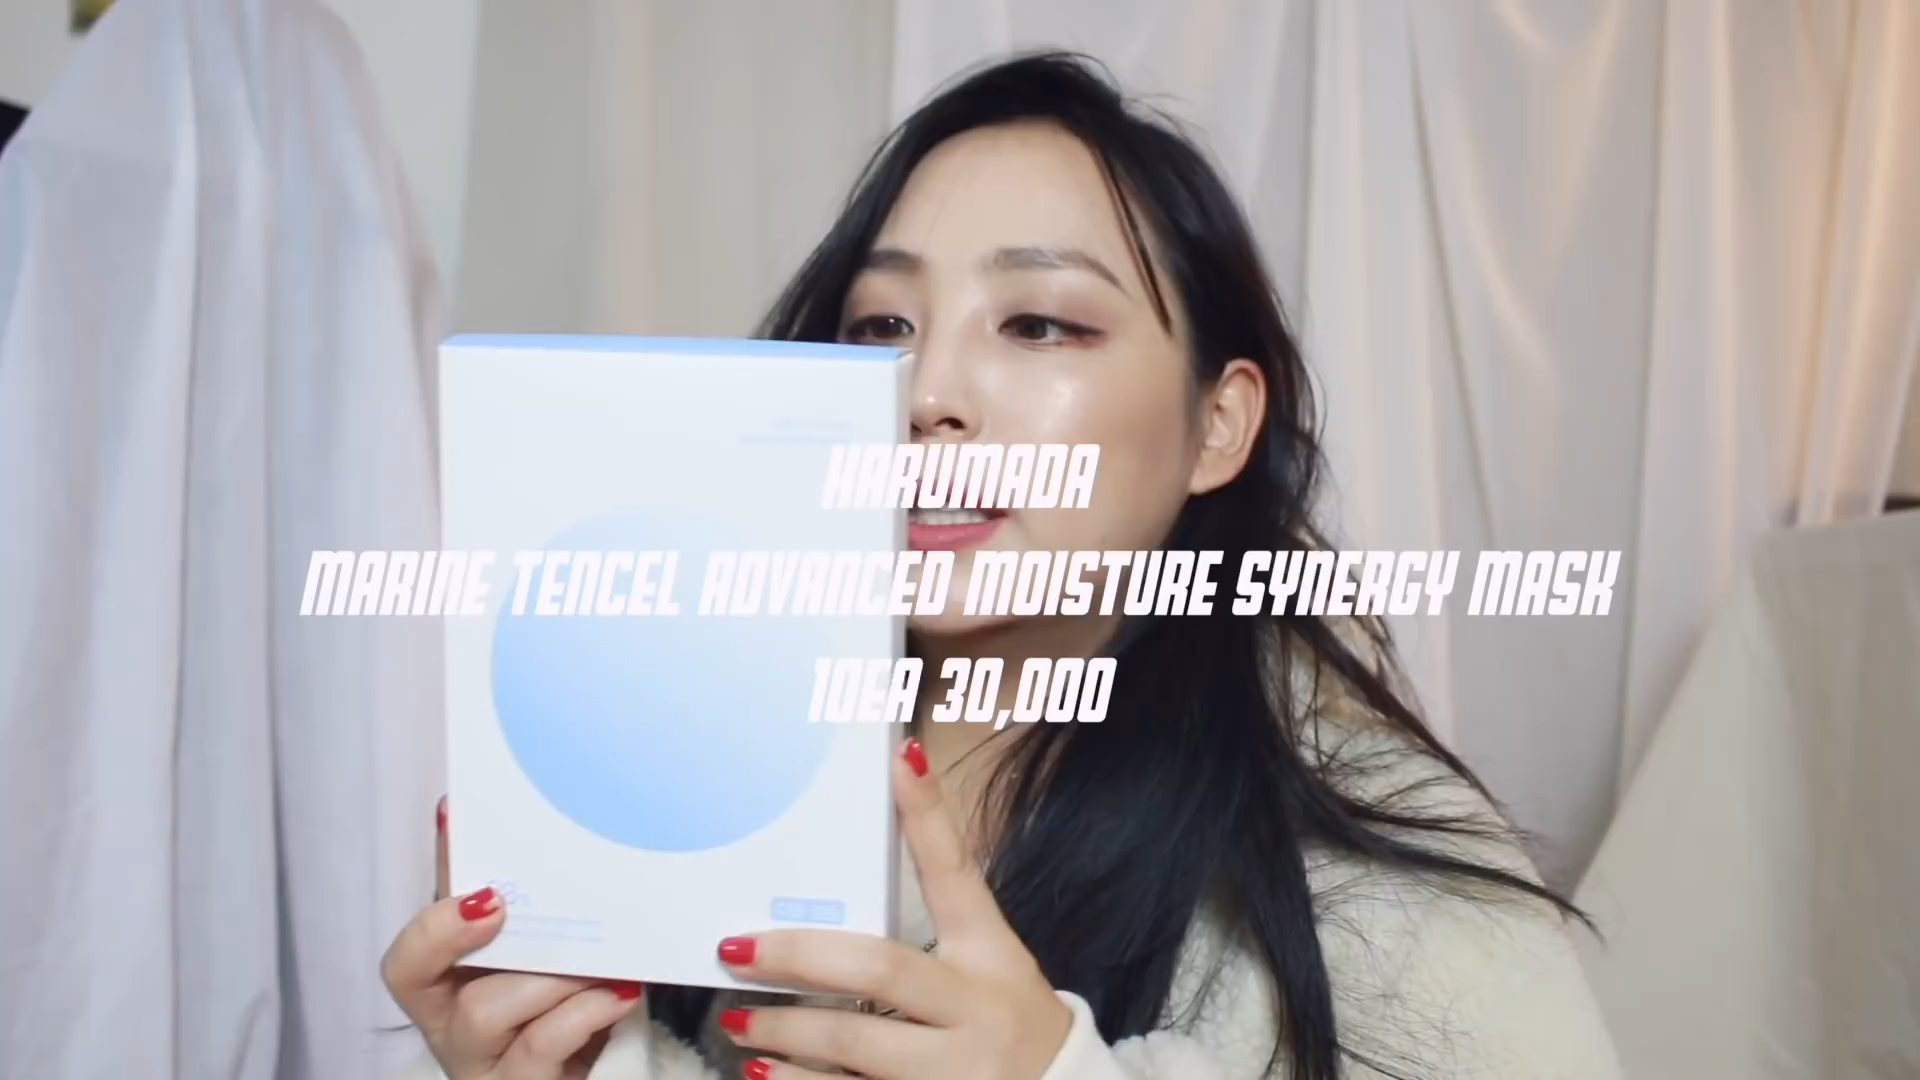 HARUMADA
MARINE TENCEL ADVANCED MOISTURE SYNERGY MASK
10EA 30,000